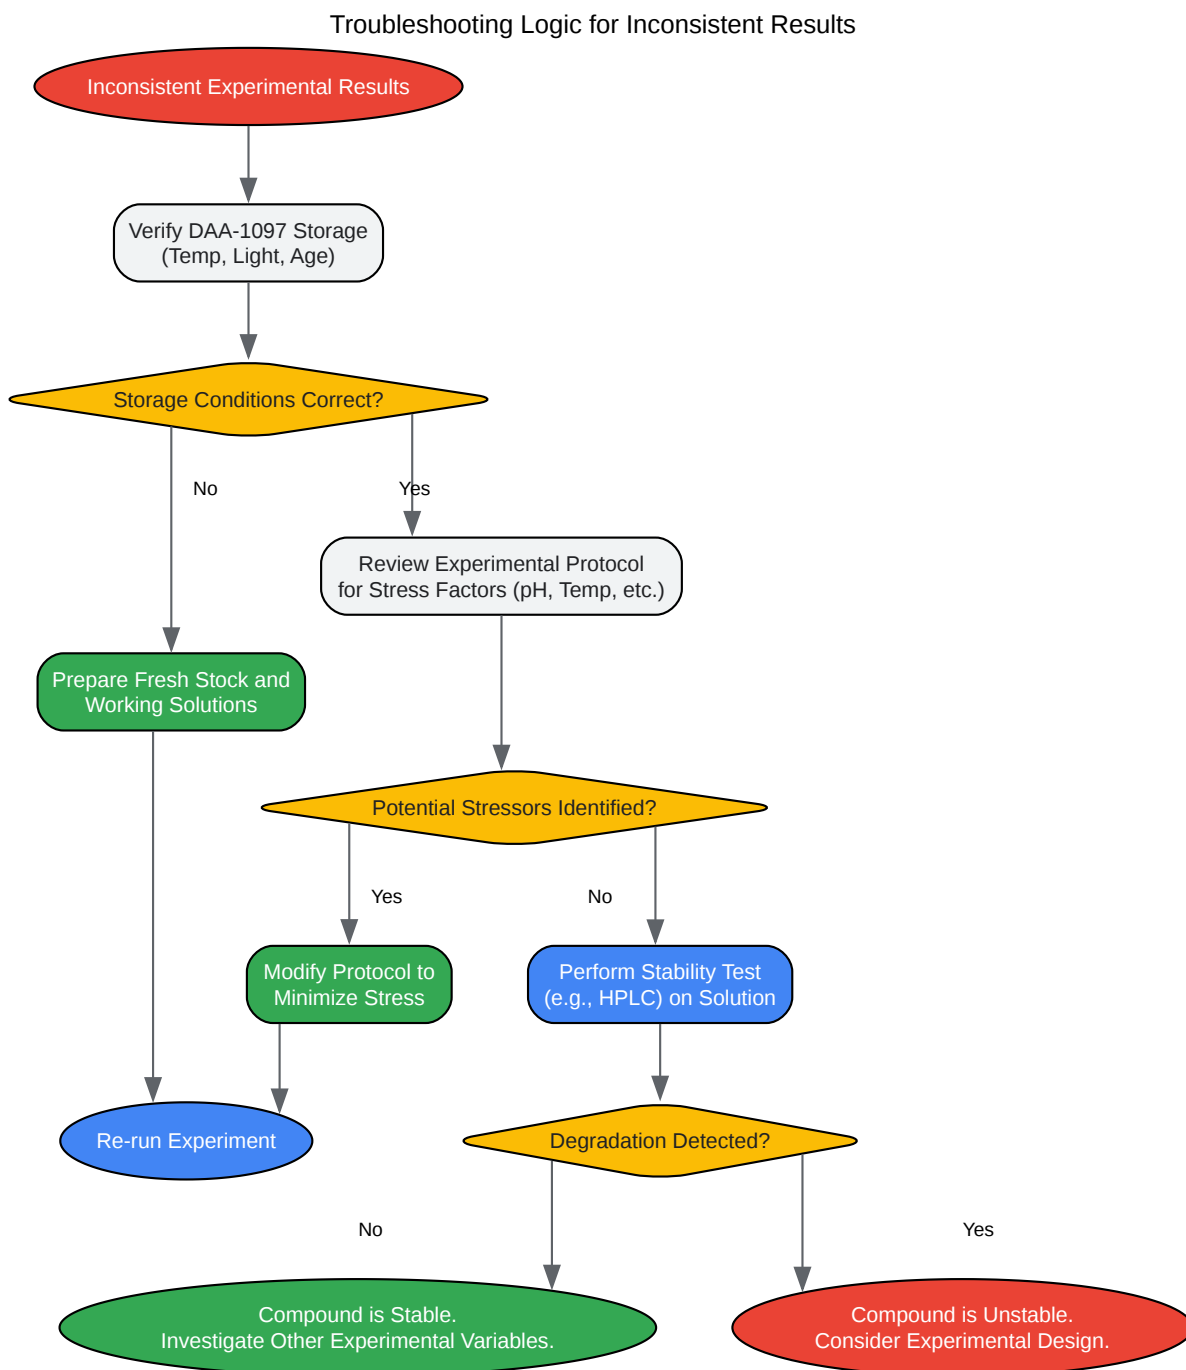 Troubleshooting Logic for Inconsistent Results
Inconsistent Experimental Results
Verify DAA-1097 Storage
(Temp, Light, Age)
Storage Conditions Correct?
No
Yes
Review Experimental Protocol
for Stress Factors (pH, Temp, etc.)
Prepare Fresh Stock and
Working Solutions
Potential Stressors Identified?
Yes
No
Modify Protocol to
Minimize Stress
Perform Stability Test
(e.g., HPLC) on Solution
Re-run Experiment
Degradation Detected?
No
Yes
Compound is Stable.
Investigate Other Experimental Variables.
Compound is Unstable.
Consider Experimental Design.